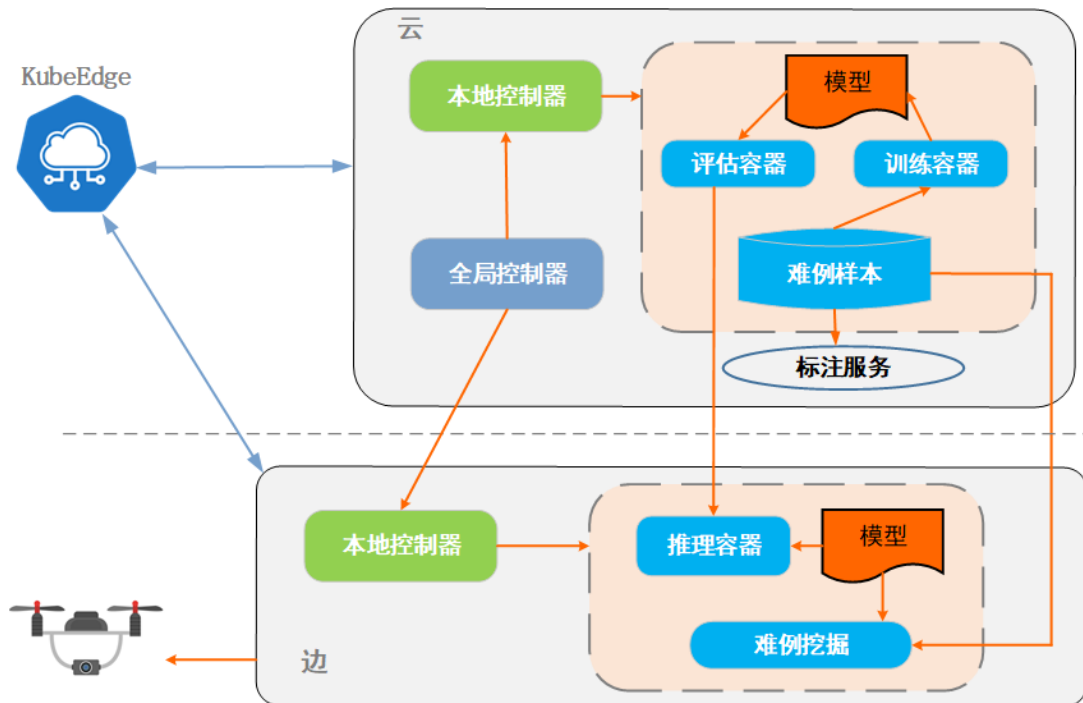 云
KubeEdge
本地控制器
模型
评估容器
训练容器
全局控制器
难例样本
标注服务
本地控制器
推理容器
模型
难例挖掘
边